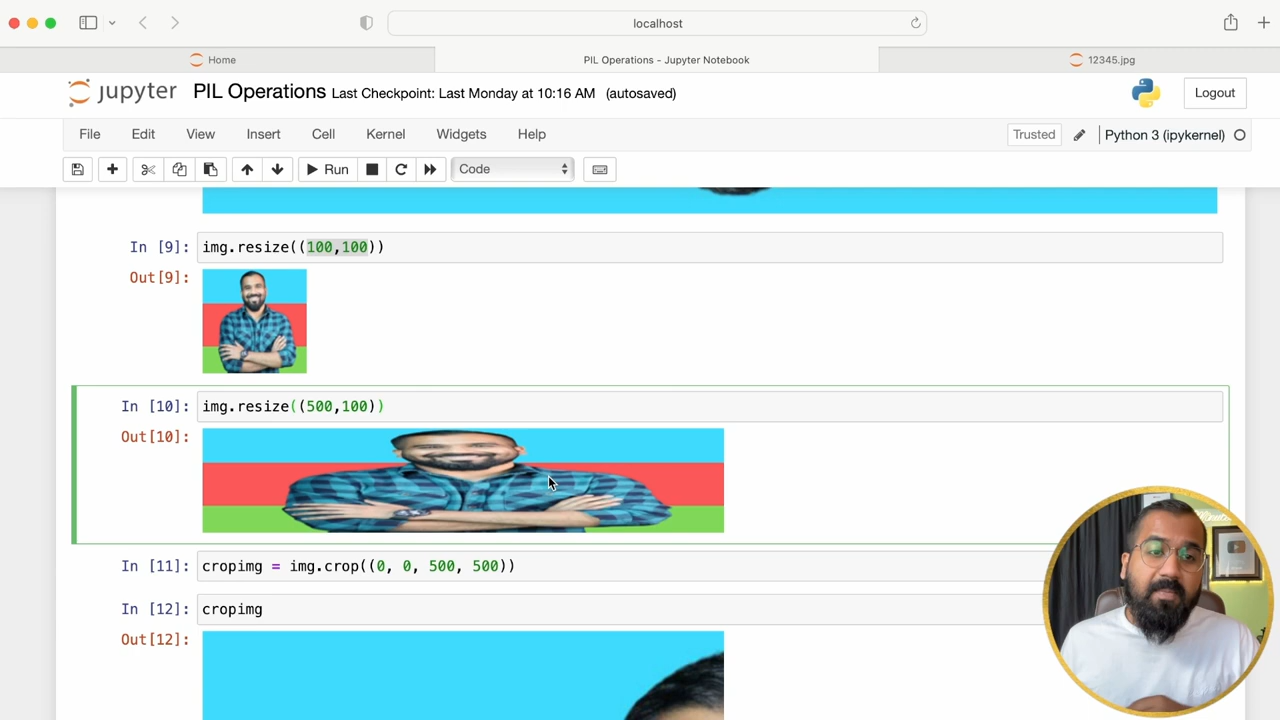 localhost
Home
PIL Operations - Jupyter Notebook
12345.jpg
jupyter PIL Operations Last Checkpoint: Last Monday at 10:16 AM (autosaved)
Logout
File Edit View Insert Cell Kernel Widgets Help
Trusted Python 3 (ipykernel)
Run Code
In [9]: img.resize((100,100))
Out[9]:
In [10]: img.resize((500,100))
Out[10]:
In [11]: cropimg = img.crop((0, 0, 500, 500))
In [12]: cropimg
Out[12]: